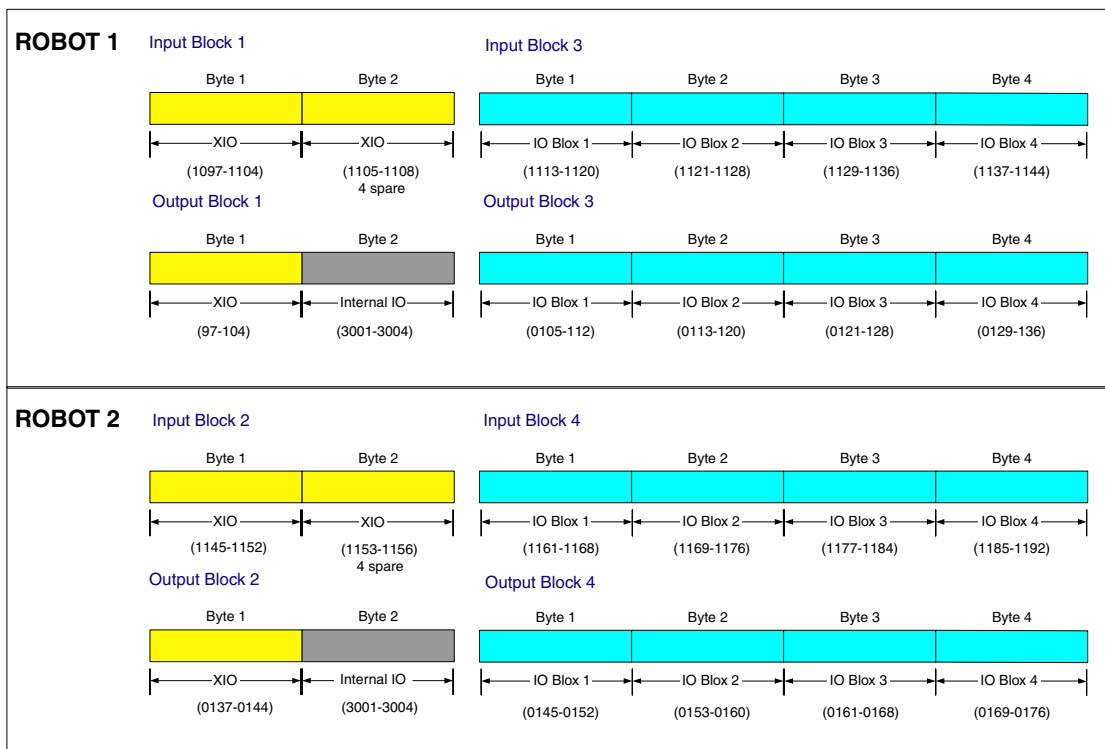 ROBOT 1
Input Block 1
Input Block 3
Byte 1 Byte 2 Byte 1 Byte 2 Byte 3 Byte 4
XIO XIO IO Blox 1 IO Blox 2 IO Blox 3 IO Blox 4
(1097-1104) (1105-1108) (1113-1120) (1121-1128) (1129-1136) (1137-1144)
4 spare
Output Block 1 Output Block 3
Byte 1 Byte 2 Byte 1 Byte 2 Byte 3 Byte 4
XIO Internal IO IO Blox 1 IO Blox 2 IO Blox 3 IO Blox 4
(97-104) (3001-3004) (0105-112) (0113-120) (0121-128) (0129-136)
ROBOT 2
Input Block 2 Input Block 4
Byte 1 Byte 2 Byte 1 Byte 2 Byte 3 Byte 4
XIO XIO IO Blox 1 IO Blox 2 IO Blox 3 IO Blox 4
(1145-1152) (1153-1156) (1161-1168) (1169-1176) (1177-1184) (1185-1192)
4 spare
Output Block 2 Output Block 4
Byte 1 Byte 2 Byte 1 Byte 2 Byte 3 Byte 4
XIO Internal IO IO Blox 1 IO Blox 2 IO Blox 3 IO Blox 4
(0137-0144) (3001-3004) (0145-0152) (0153-0160) (0161-0168) (0169-0176)